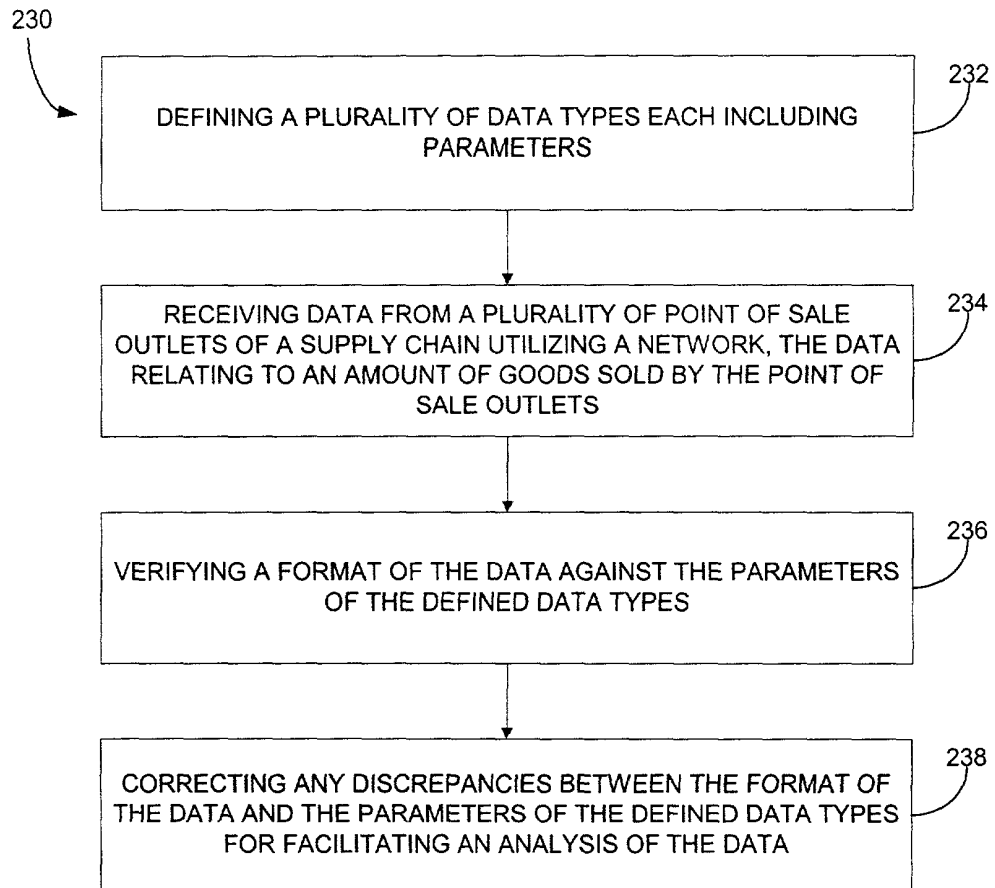 230
232
DEFINING A PLURALITY OF DATA TYPES EACH INCLUDING
PARAMETERS
234
RECEIVING DATA FROM A PLURALITY OF POINT OF SALE
OUTLETS OF A SUPPLY CHAIN UTILIZING A NETWORK, THE DATA
RELATING TO AN AMOUNT OF GOODS SOLD BY THE POINT OF
SALE OUTLETS
236
VERIFYING A FORMAT OF THE DATA AGAINST THE PARAMETERS
OF THE DEFINED DATA TYPES
238
CORRECTING ANY DISCREPANCIES BETWEEN THE FORMAT OF
THE DATA AND THE PARAMETERS OF THE DEFINED DATA TYPES
FOR FACILITATING AN ANALYSIS OF THE DATA